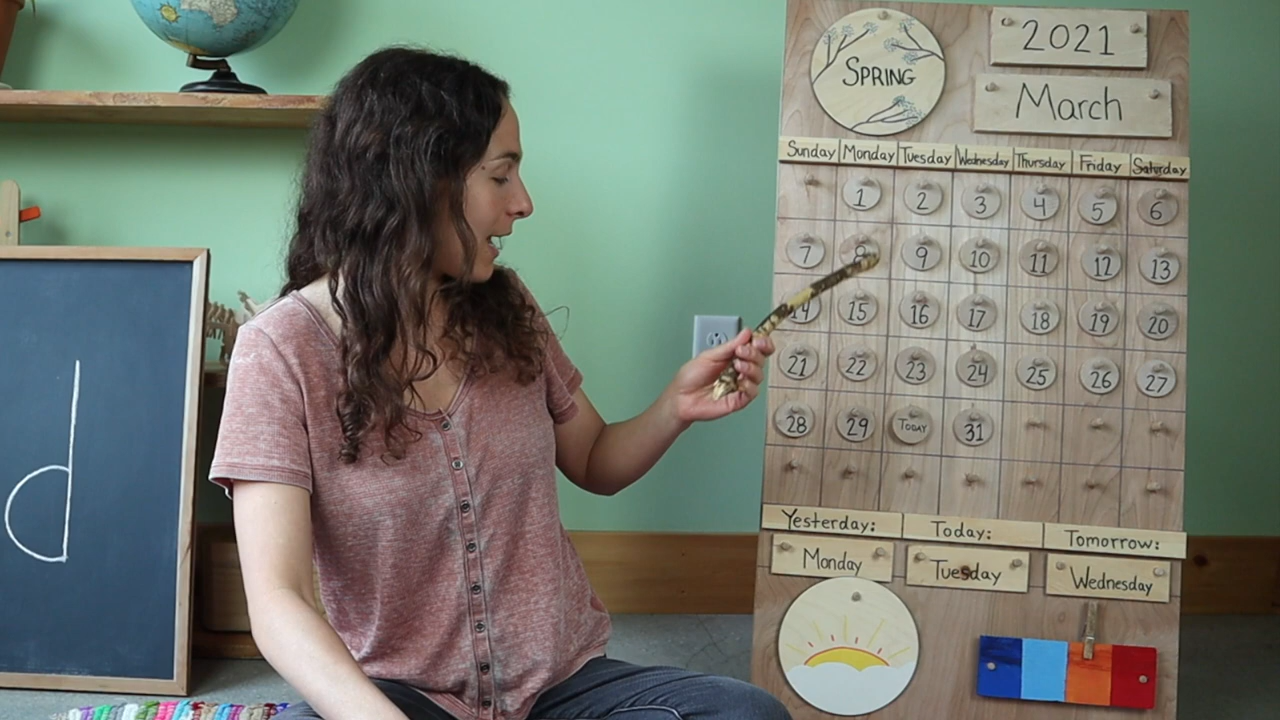 SPRING
2021
March
Sunday Monday Tuesday Wednesday Thursday Friday Saturday
1 2 3 4 5 6
7 8 9 10 11 12 13
14 15 16 17 18 19 20
21 22 23 24 25 26 27
28 29 TODAY 31
Yesterday: Today: Tomorrow:
Monday Tuesday Wednesday
d